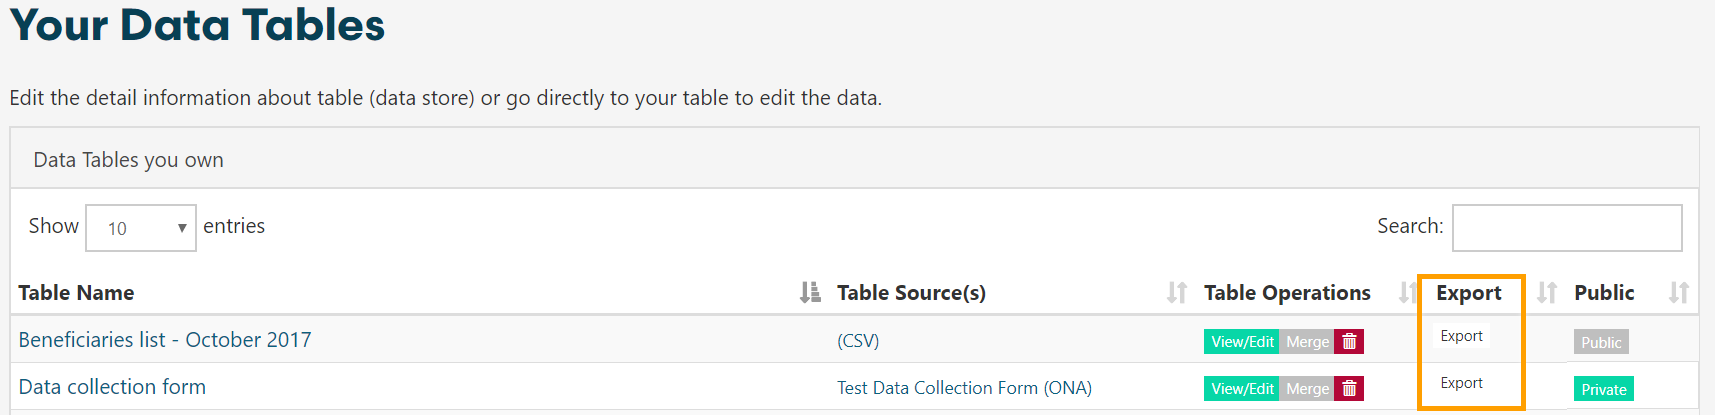 Your Data Tables
Edit the detail information about table (data store) or go directly to your table to edit the data.
Data Tables you own
Show 10 entries Search:
Table Name Table Source(s) Table Operations Export Public
Beneficiaries list - October 2017 (CSV) View/Edit Merge Export Public
Data collection form Test Data Collection Form (ONA) View/Edit Merge Export Private